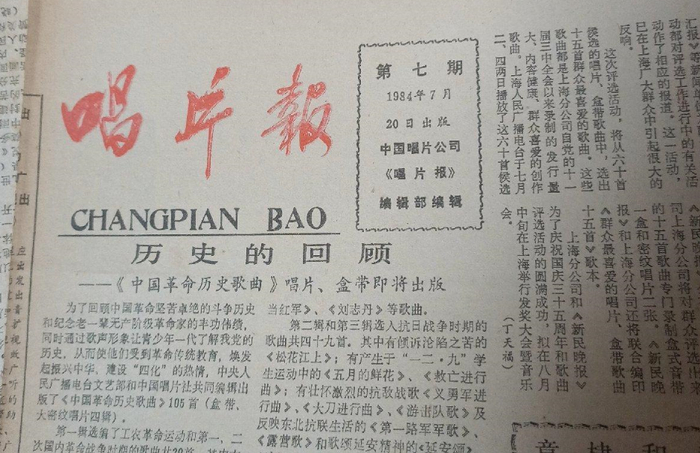 唱片报
CHANGPIAN BAO
第七期
1984年7月
20日出版
中国唱片公司
《唱片报》
编辑部编辑
历史的回顾
——《中国革命历史歌曲》唱片、盒带即将出版
为了回顾中国革命坚苦卓绝的斗争历史
和纪念老一辈无产阶级革命家的丰功伟绩，
同时通过歌声形象让青少年一代了解我党的
历史，从而使他们受到革命传统教育，焕发
起振兴中华、建设“四化”的热情，中央人
民广播电台文艺部和中国唱片社共同编辑出
版了《中国革命历史歌曲》105首（盒带、
大密纹唱片四辑）。
第一辑选编了工农革命运动和第一、二
次国内革命战争时期的歌曲共20首，其中有
当红军》、《刘志丹》等歌曲。
第二辑和第三辑选入抗日战争时期的
歌曲共四十九首。其中有倾诉沦陷之苦的
《松花江上》；有产生于“一二·九”学
生运动中的《五月的鲜花》、《救亡进行
曲》；有壮怀激烈的抗敌战歌《义勇军进
行曲》、《大刀进行曲》、《游击队歌》及
反映东北抗联生活的《第一路军军歌》、
《露营歌》和歌颂延安精神的《延安颂》
汇报
动部对评选工作进行中的有关活
动作了相应的报道。这一活动，
已在上海广大群众中引起很大的
反响。
这次评选活动，将从六十首
候选的唱片、盒带歌曲中，选出
十五首群众最喜爱的歌曲。这些
歌曲都是上海分公司自党的十一
届三中全会以来录制的发行量
大、内容健康、群众喜爱的创作
歌曲。上海人民广播电台于七月
二、四两日播放了这六十首候选
司上海分公司将
的十五首歌曲专门录制盒式音带
一盒和密纹唱片二张。《新民晚
报》和上海分公司还将联合编印
《群众最喜爱的唱片、盒带歌曲
十五首》歌本。
上海分公司和《新民晚报》
为了庆祝国庆三十五周年和歌曲
评选活动的圆满成功，拟在八月
中旬在上海举行发奖大会暨音乐
会。
（丁天福）